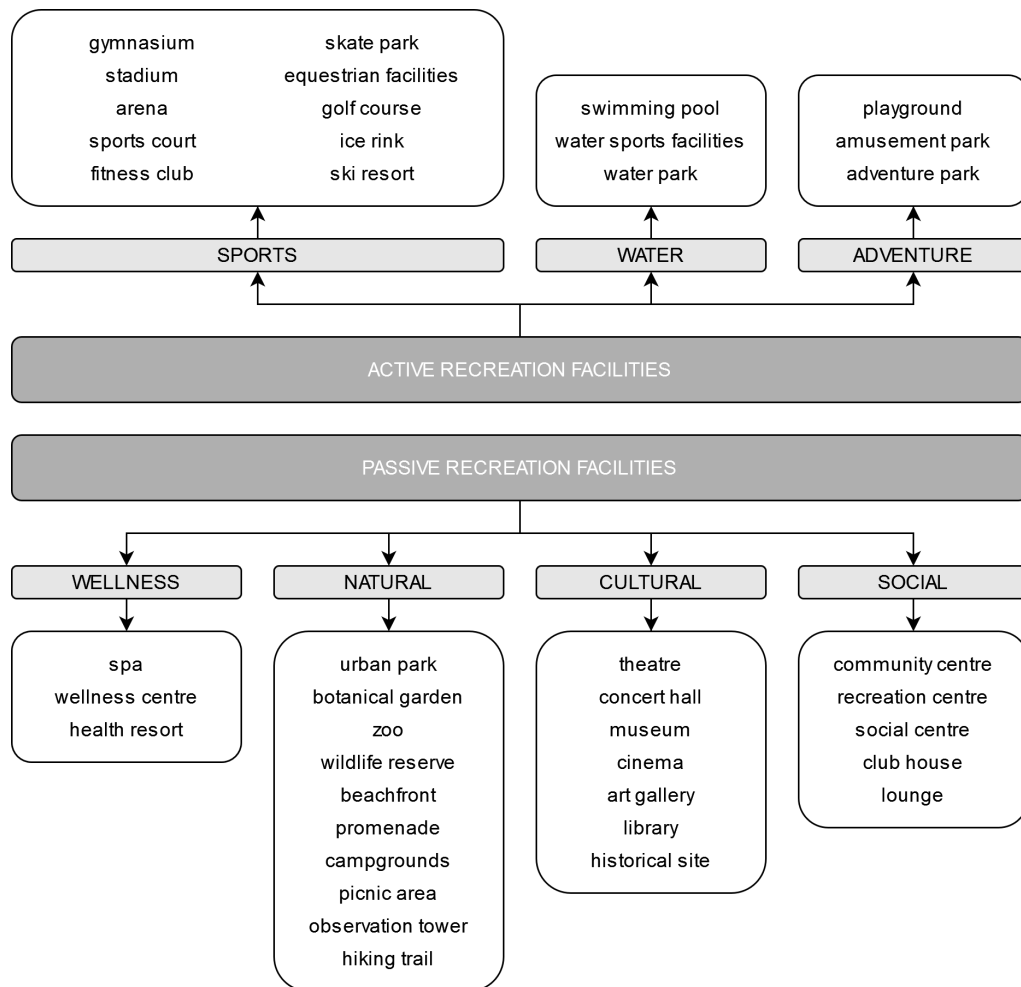 gymnasium
stadium
arena
sports court
fitness club
skate park
equestrian facilities
golf course
ice rink
ski resort
swimming pool
water sports facilities
water park
playground
amusement park
adventure park
SPORTS
WATER
ADVENTURE
ACTIVE RECREATION FACILITIES
PASSIVE RECREATION FACILITIES
WELLNESS
NATURAL
CULTURAL
SOCIAL
spa
wellness centre
health resort
urban park
botanical garden
zoo
wildlife reserve
beachfront
promenade
campgrounds
picnic area
observation tower
hiking trail
theatre
concert hall
museum
cinema
art gallery
library
historical site
community centre
recreation centre
social centre
club house
lounge